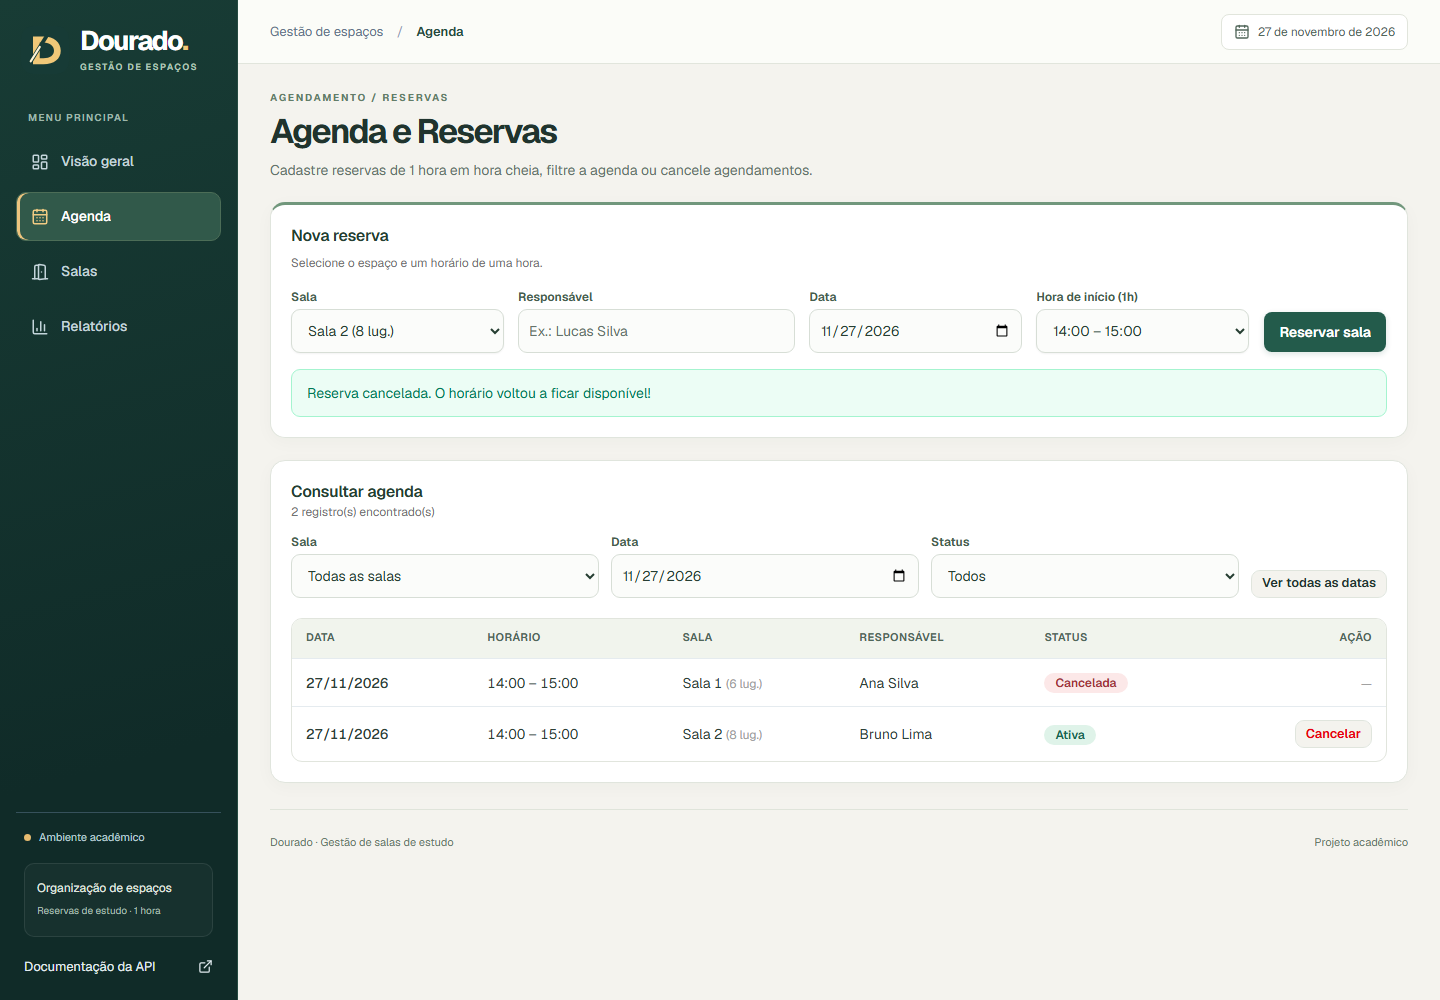 Dourado.
GESTÃO DE ESPAÇOS
MENU PRINCIPAL
Visão geral
Agenda
Salas
Relatórios
Ambiente acadêmico
Organização de espaços
Reservas de estudo · 1 hora
Documentação da API
Gestão de espaços / Agenda
27 de novembro de 2026
AGENDAMENTO / RESERVAS
Agenda e Reservas
Cadastre reservas de 1 hora em hora cheia, filtre a agenda ou cancele agendamentos.
Nova reserva
Selecione o espaço e um horário de uma hora.
Sala Responsável Data Hora de início (1h)
Sala 2 (8 lug.) Ex.: Lucas Silva 11/27/2026 14:00 – 15:00 Reservar sala
Reserva cancelada. O horário voltou a ficar disponível!
Consultar agenda
2 registro(s) encontrado(s)
Sala Data Status
Todas as salas 11/27/2026 Todos Ver todas as datas
DATA HORÁRIO SALA RESPONSÁVEL STATUS AÇÃO
27/11/2026 14:00 – 15:00 Sala 1 (6 lug.) Ana Silva Cancelada —
27/11/2026 14:00 – 15:00 Sala 2 (8 lug.) Bruno Lima Ativa Cancelar
Dourado · Gestão de salas de estudo Projeto acadêmico